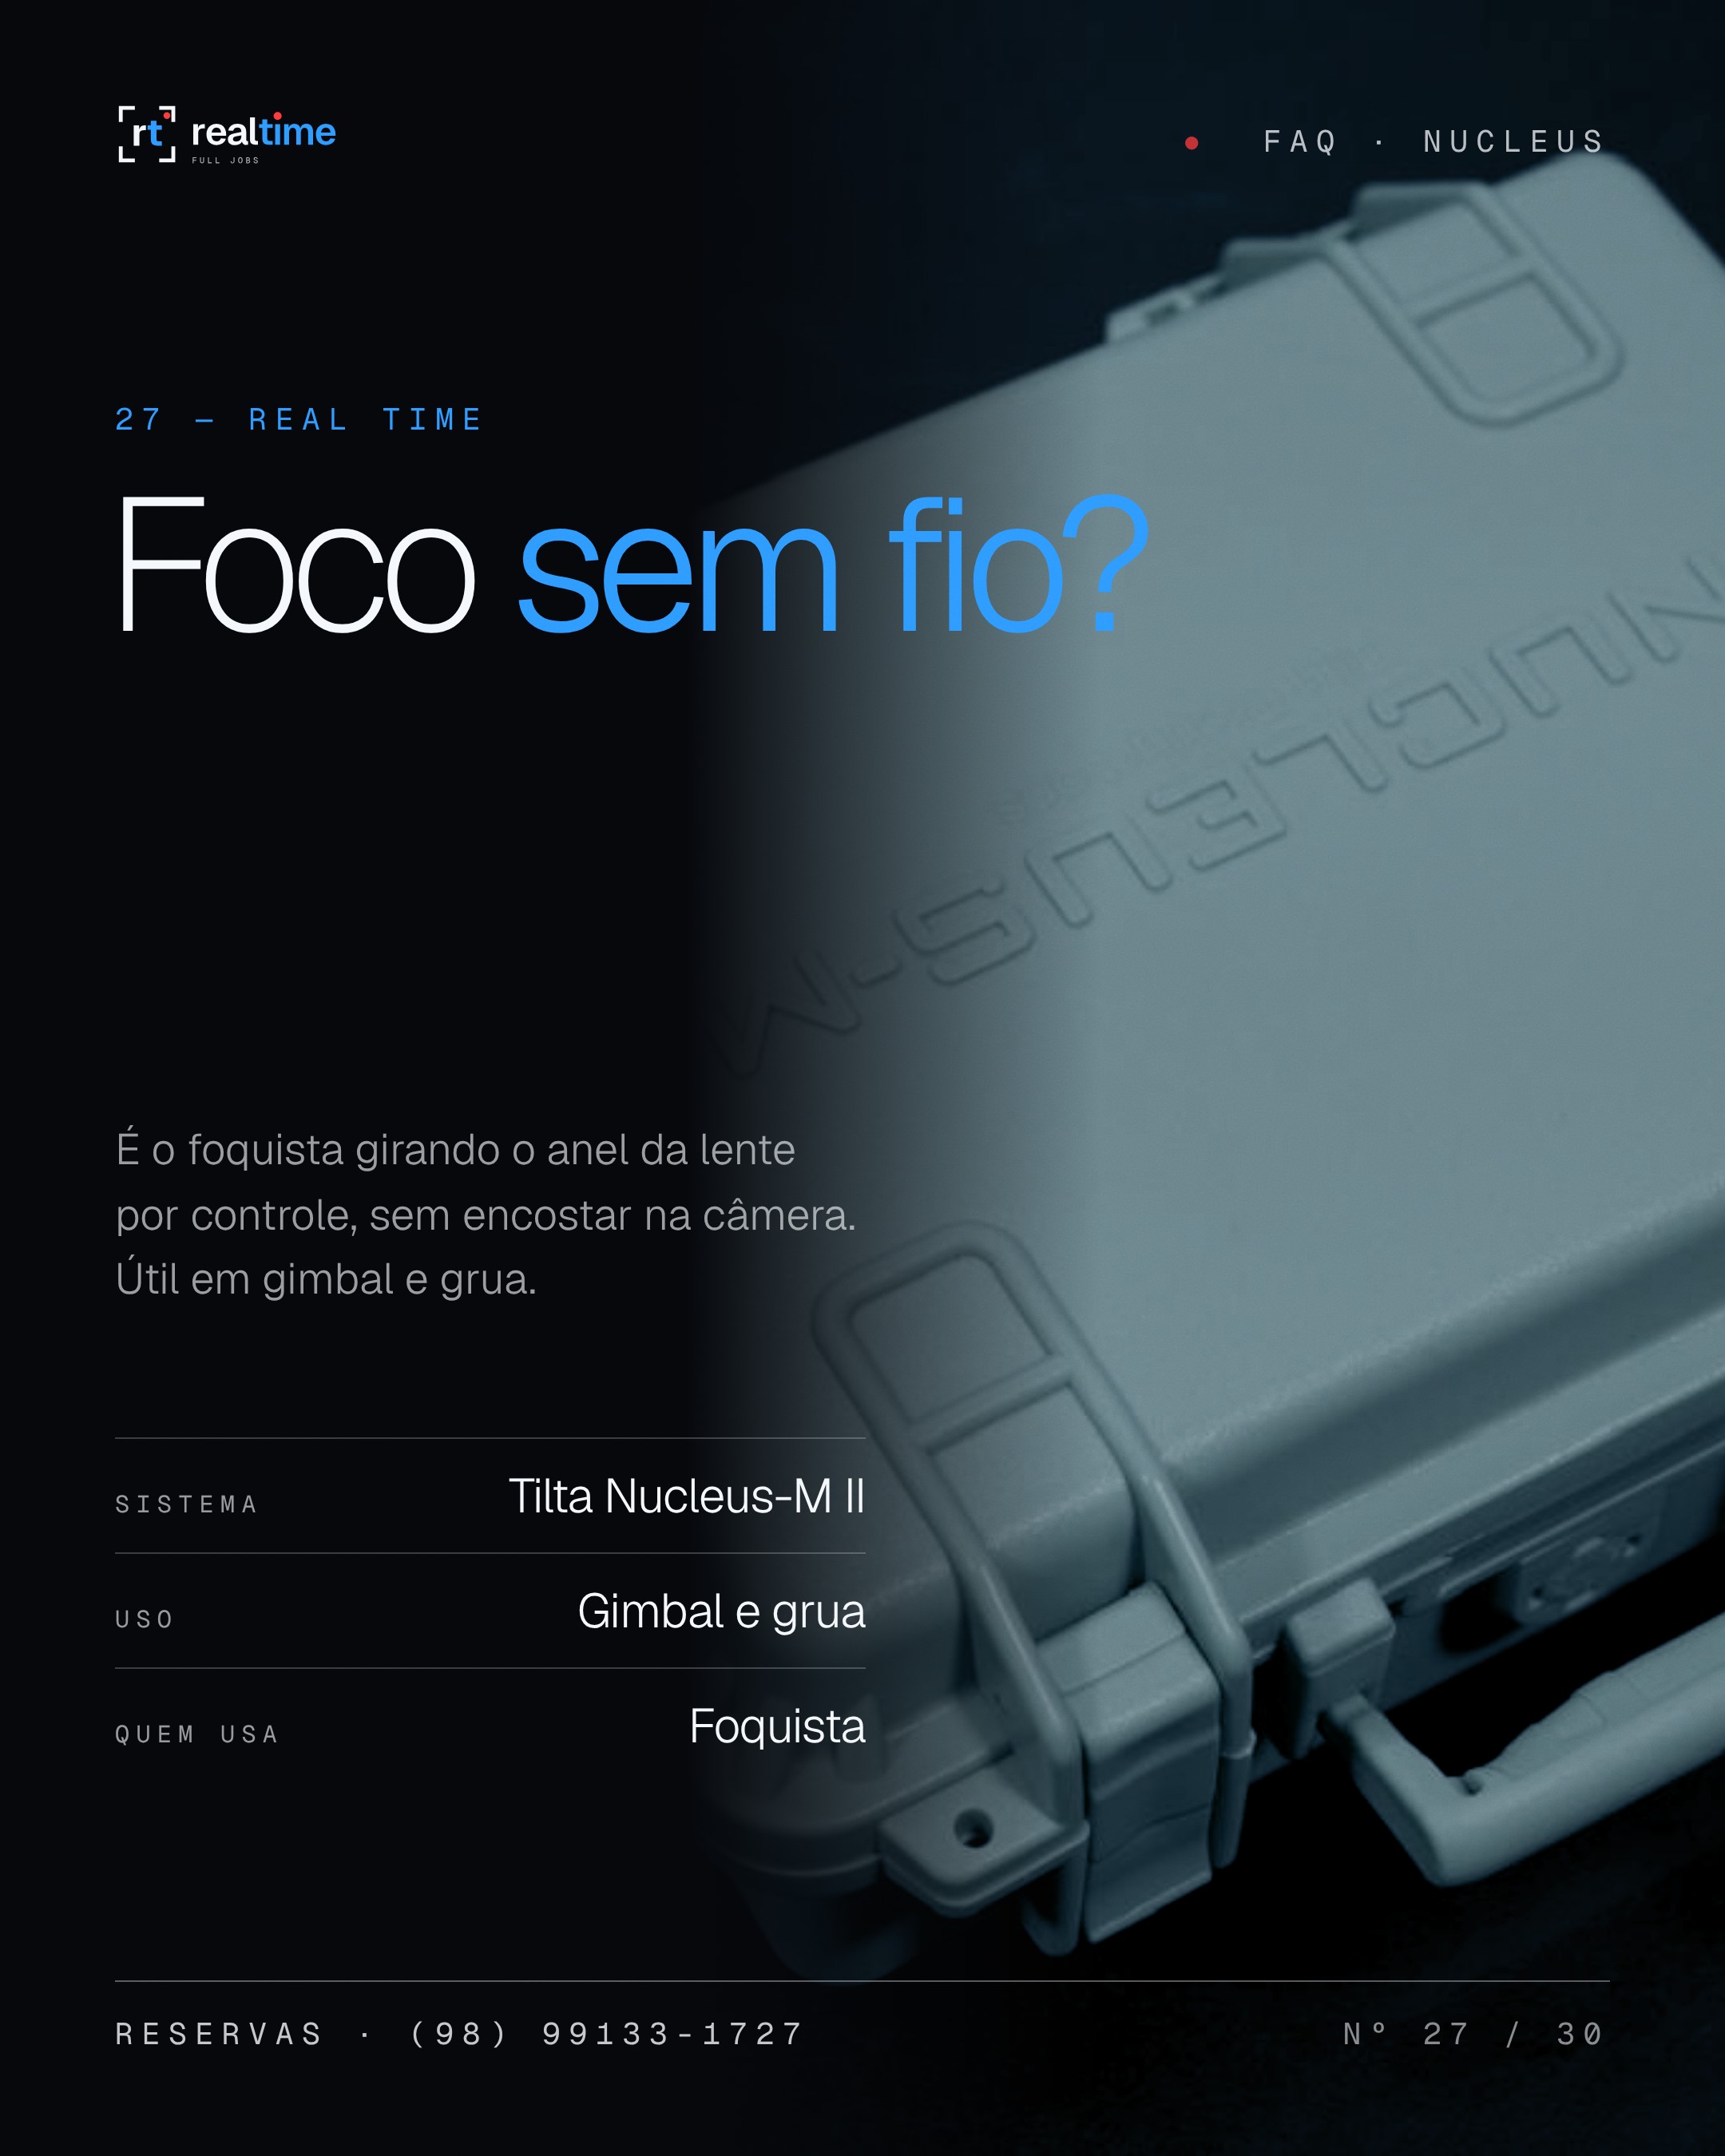 rt realtime
FULL JOBS
FAQ · NUCLEUS
27 — REAL TIME
Foco sem fio?
NUCLEUS-M
É o foquista girando o anel da lente
por controle, sem encostar na câmera.
Útil em gimbal e grua.
SISTEMA Tilta Nucleus-M II
USO Gimbal e grua
QUEM USA Foquista
RESERVAS · (98) 99133-1727
Nº 27 / 30